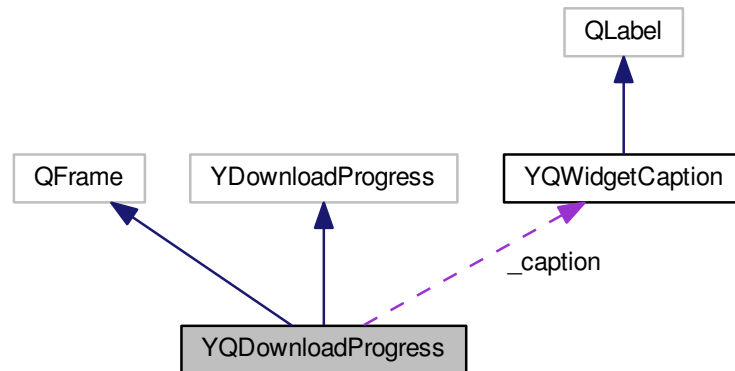 QLabel
QFrame
YDownloadProgress
YQWidgetCaption
_caption
YQDownloadProgress